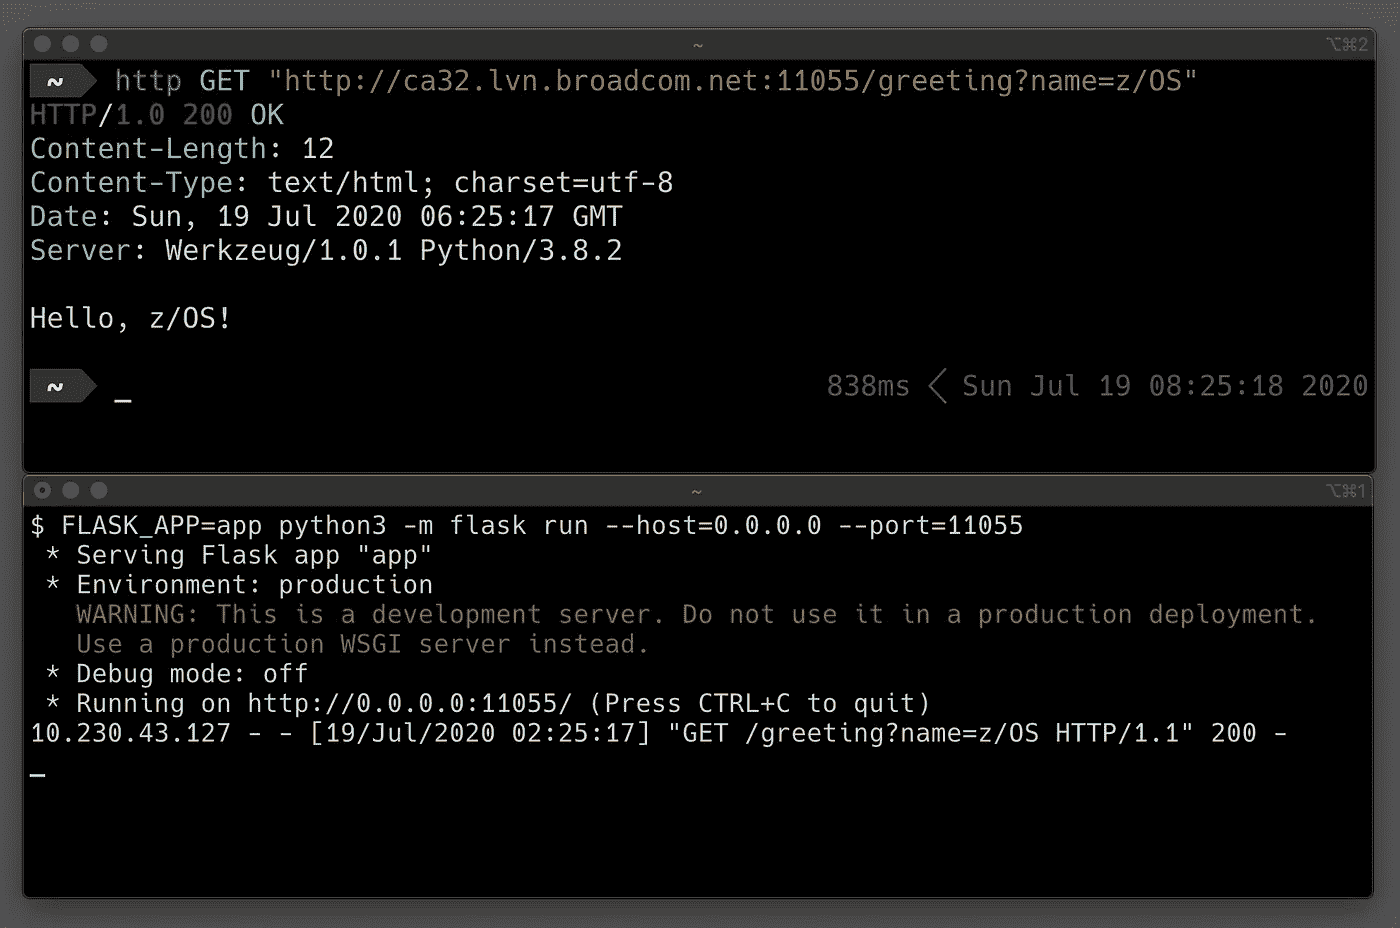 ~ ⌥⌘2
~ http GET "http://ca32.lvn.broadcom.net:11055/greeting?name=z/OS"
HTTP/1.0 200 OK
Content-Length: 12
Content-Type: text/html; charset=utf-8
Date: Sun, 19 Jul 2020 06:25:17 GMT
Server: Werkzeug/1.0.1 Python/3.8.2
Hello, z/OS!
~ _ 838ms < Sun Jul 19 08:25:18 2020
~ ⌥⌘1
$ FLASK_APP=app python3 -m flask run --host=0.0.0.0 --port=11055
* Serving Flask app "app"
* Environment: production
WARNING: This is a development server. Do not use it in a production deployment.
Use a production WSGI server instead.
* Debug mode: off
* Running on http://0.0.0.0:11055/ (Press CTRL+C to quit)
10.230.43.127 - - [19/Jul/2020 02:25:17] "GET /greeting?name=z/OS HTTP/1.1" 200 -
_